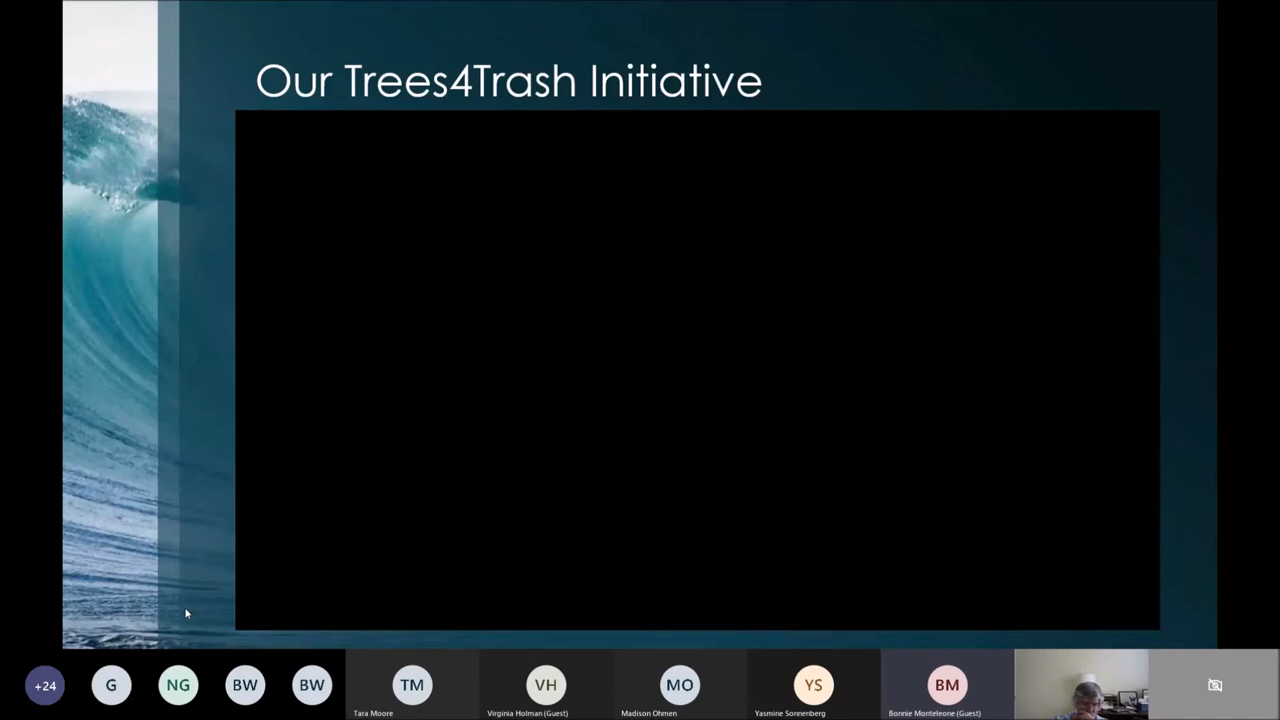 Our Trees4Trash Initiative
+24
G
NG
BW
BW
TM
VH
MO
YS
BM
Tara Moore
Virginia Holman (Guest)
Madison Ohmen
Yasmine Sonnenberg
Bonnie Monteleone (Guest)